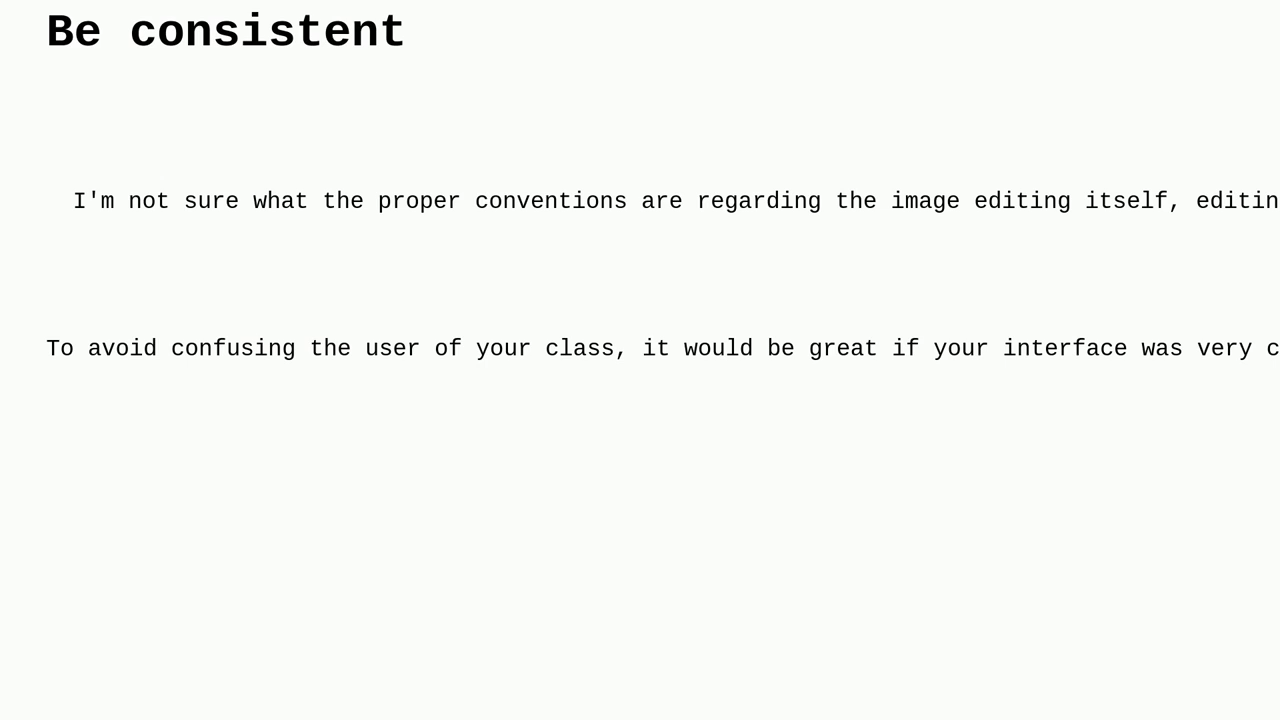 Be consistent
I'm not sure what the proper conventions are regarding the image editing itself, editin
To avoid confusing the user of your class, it would be great if your interface was very c